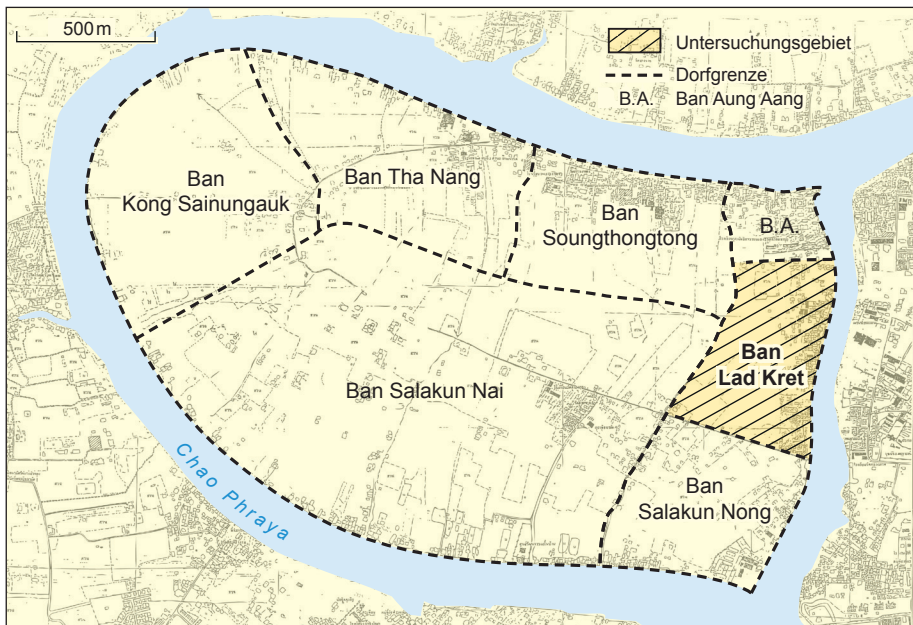 500 m
Untersuchungsgebiet
Dorfgrenze
B.A. Ban Aung Aang
Ban
Kong Sainungauk
Ban Tha Nang
Ban
Soungthongtong
B.A.
Ban
Lad Kret
Ban Salakun Nai
Ban
Salakun Nong
Chao Phraya